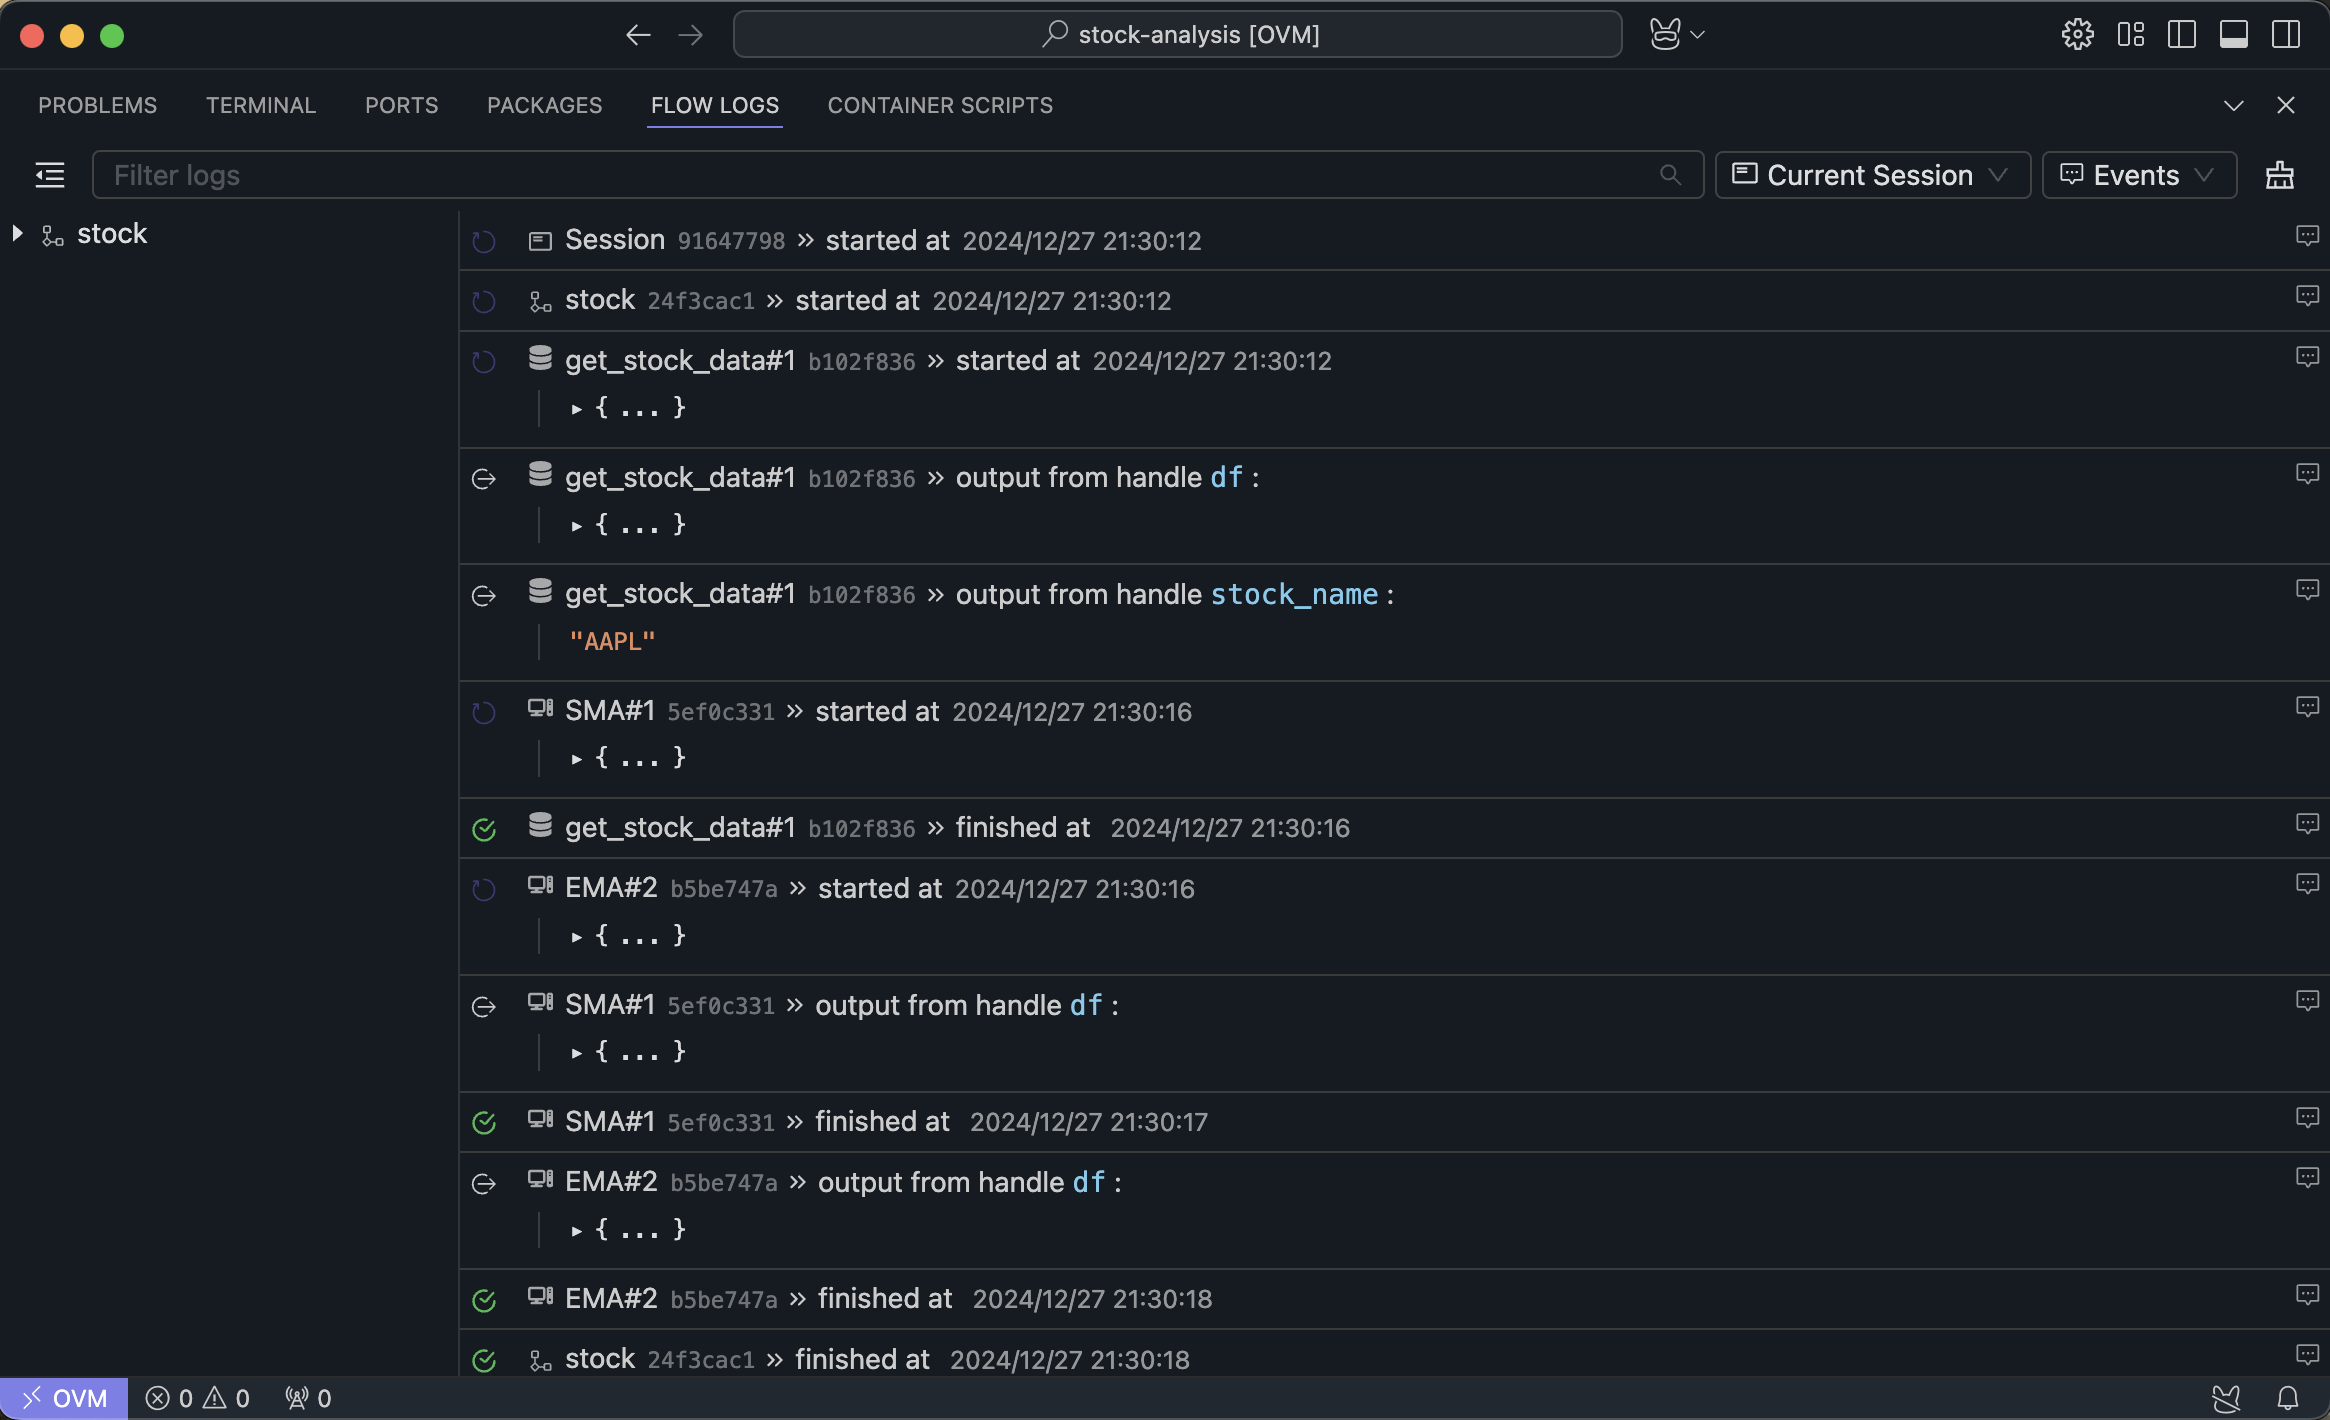 stock-analysis [OVM]
PROBLEMS TERMINAL PORTS PACKAGES FLOW LOGS CONTAINER SCRIPTS
Filter logs Current Session Events
stock
Session 91647798 » started at 2024/12/27 21:30:12
stock 24f3cac1 » started at 2024/12/27 21:30:12
get_stock_data#1 b102f836 » started at 2024/12/27 21:30:12
▸ { ... }
get_stock_data#1 b102f836 » output from handle df :
▸ { ... }
get_stock_data#1 b102f836 » output from handle stock_name :
"AAPL"
SMA#1 5ef0c331 » started at 2024/12/27 21:30:16
▸ { ... }
get_stock_data#1 b102f836 » finished at 2024/12/27 21:30:16
EMA#2 b5be747a » started at 2024/12/27 21:30:16
▸ { ... }
SMA#1 5ef0c331 » output from handle df :
▸ { ... }
SMA#1 5ef0c331 » finished at 2024/12/27 21:30:17
EMA#2 b5be747a » output from handle df :
▸ { ... }
EMA#2 b5be747a » finished at 2024/12/27 21:30:18
stock 24f3cac1 » finished at 2024/12/27 21:30:18
OVM 0 0 0